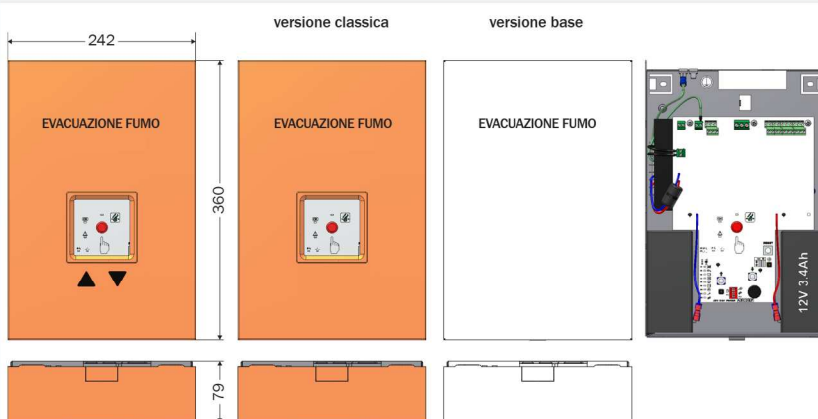 versione classica
versione base
242
EVACUAZIONE FUMO
EVACUAZIONE FUMO
EVACUAZIONE FUMO
360
12V 3.4Ah
79